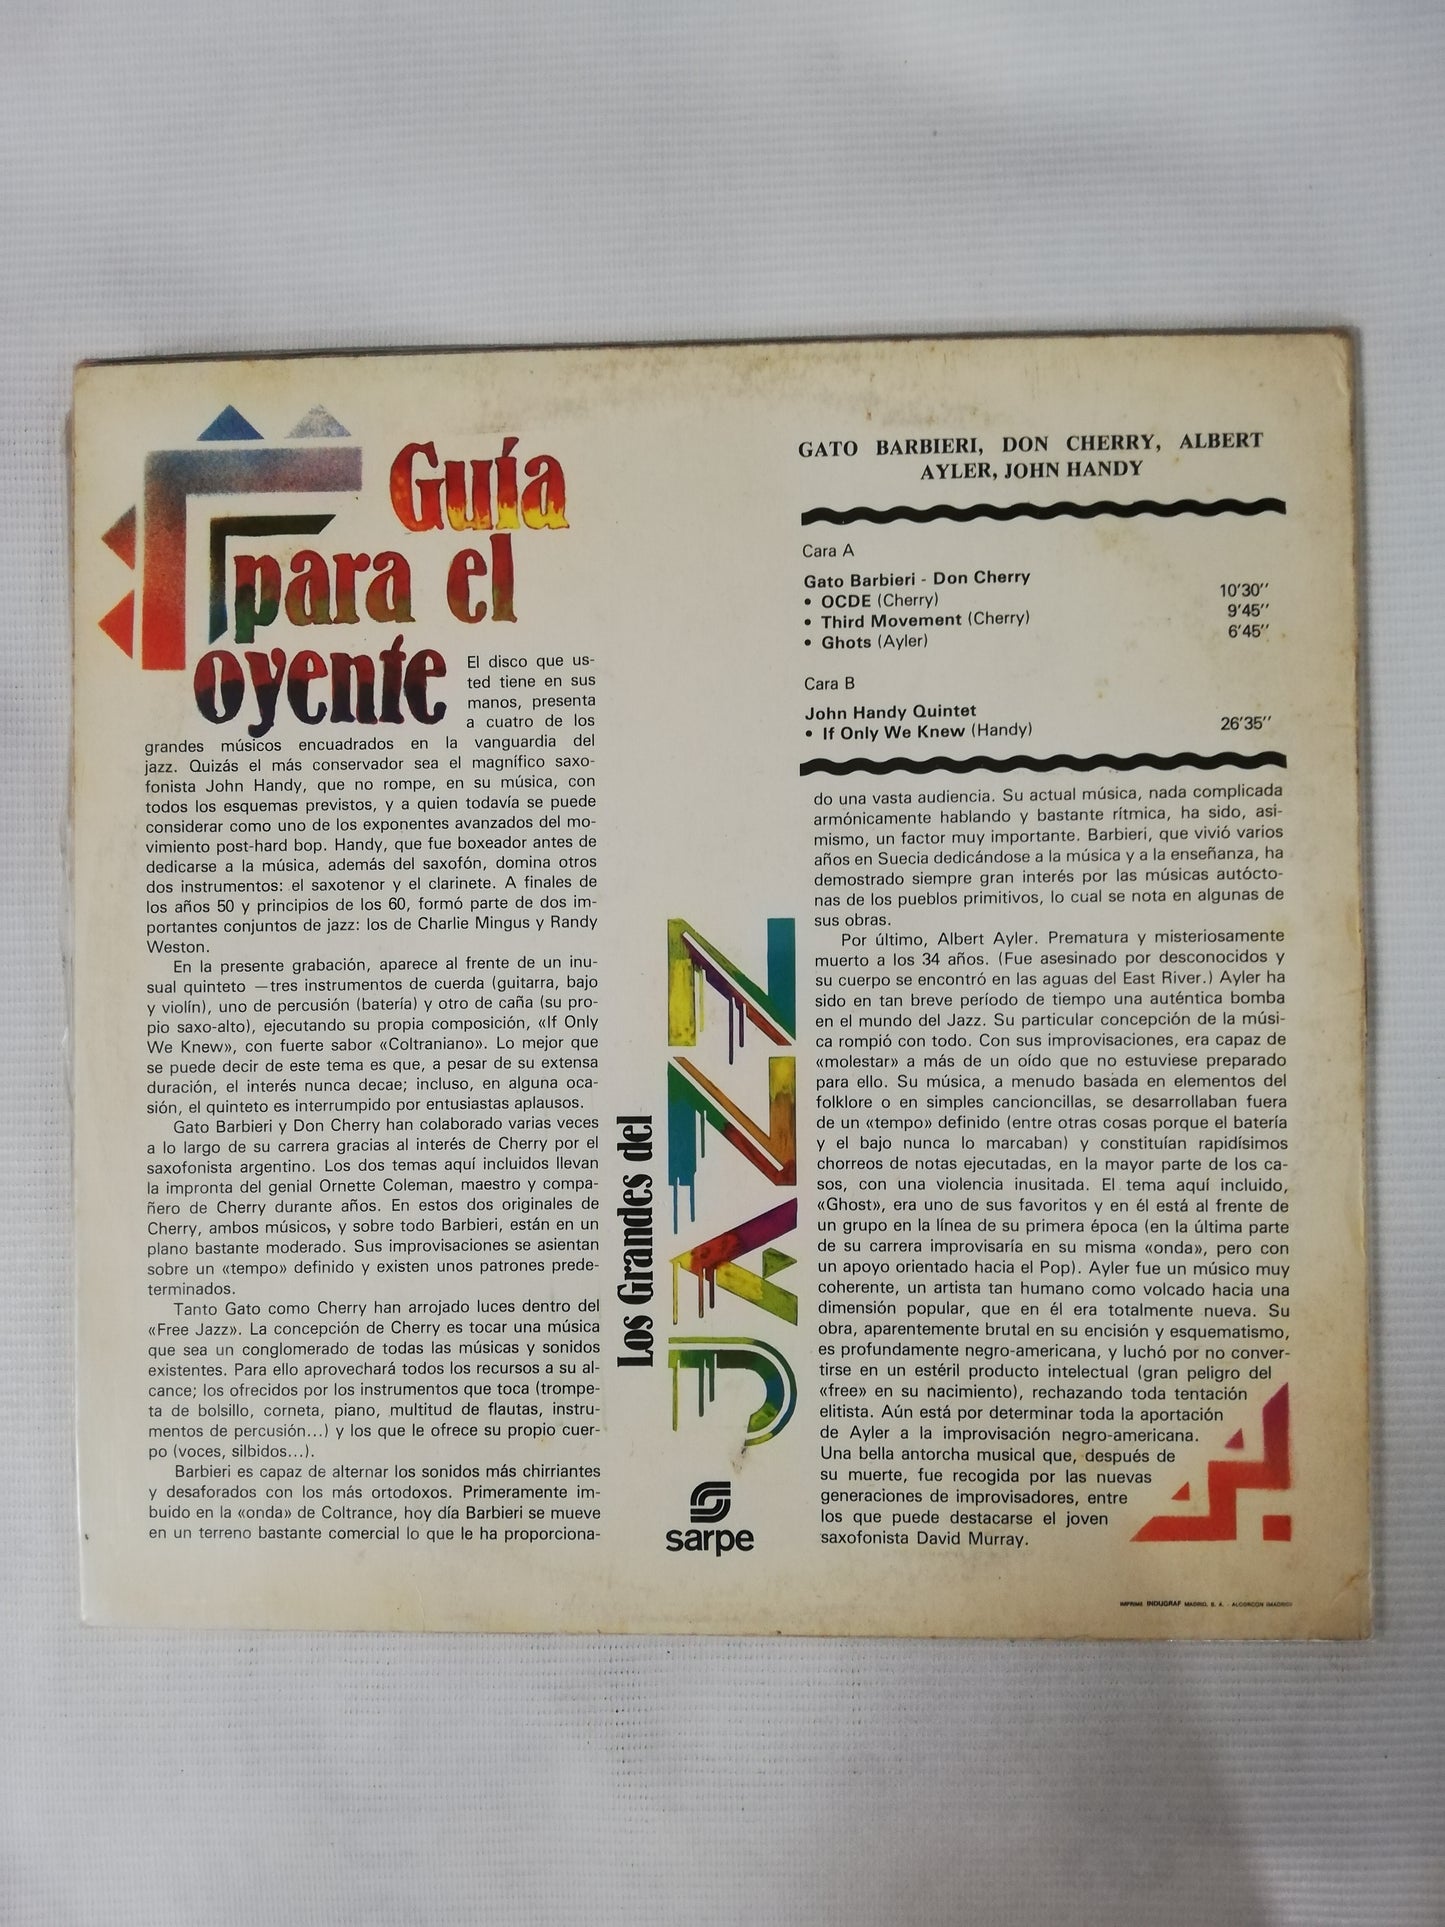 Guía
para el
oyente
El disco que us-
ted tiene en sus
manos, presenta
a cuatro de los
grandes músicos encuadrados en la vanguardia del
jazz. Quizás el más conservador sea el magnífico saxo-
fonista John Handy, que no rompe, en su música, con
todos los esquemas previstos, y a quien todavía se puede
considerar como uno de los exponentes avanzados del mo-
vimiento post-hard bop. Handy, que fue boxeador antes de
dedicarse a la música, además del saxofón, domina otros
dos instrumentos: el saxotenor y el clarinete. A finales de
los años 50 y principios de los 60, formó parte de dos im-
portantes conjuntos de jazz: los de Charlie Mingus y Randy
Weston.
En la presente grabación, aparece al frente de un inu-
sual quinteto —tres instrumentos de cuerda (guitarra, bajo
y violín), uno de percusión (batería) y otro de caña (su pro-
pio saxo-alto), ejecutando su propia composición, «If Only
We Knew», con fuerte sabor «Coltraniano». Lo mejor que
se puede decir de este tema es que, a pesar de su extensa
duración, el interés nunca decae; incluso, en alguna oca-
sión, el quinteto es interrumpido por entusiastas aplausos.
Gato Barbieri y Don Cherry han colaborado varias veces
a lo largo de su carrera gracias al interés de Cherry por el
saxofonista argentino. Los dos temas aquí incluidos llevan
la impronta del genial Ornette Coleman, maestro y compa-
ñero de Cherry durante años. En estos dos originales de
Cherry, ambos músicos, y sobre todo Barbieri, están en un
plano bastante moderado. Sus improvisaciones se asientan
sobre un «tempo» definido y existen unos patrones prede-
terminados.
Tanto Gato como Cherry han arrojado luces dentro del
«Free Jazz». La concepción de Cherry es tocar una música
que sea un conglomerado de todas las músicas y sonidos
existentes. Para ello aprovechará todos los recursos a su al-
cance; los ofrecidos por los instrumentos que toca (trompe-
ta de bolsillo, corneta, piano, multitud de flautas, instru-
mentos de percusión...) y los que le ofrece su propio cuer-
po (voces, silbidos...).
Barbieri es capaz de alternar los sonidos más chirriantes
y desaforados con los más ortodoxos. Primeramente im-
buido en la «onda» de Coltrance, hoy día Barbieri se mueve
en un terreno bastante comercial lo que le ha proporciona-
Los Grandes del
JAZZ
sarpe
GATO BARBIERI, DON CHERRY, ALBERT
AYLER, JOHN HANDY
Cara A
Gato Barbieri - Don Cherry
• OCDE (Cherry) 10'30''
• Third Movement (Cherry) 9'45''
• Ghots (Ayler) 6'45''
Cara B
John Handy Quintet
• If Only We Knew (Handy) 26'35''
do una vasta audiencia. Su actual música, nada complicada
armónicamente hablando y bastante rítmica, ha sido, asi-
mismo, un factor muy importante. Barbieri, que vivió varios
años en Suecia dedicándose a la música y a la enseñanza, ha
demostrado siempre gran interés por las músicas autócto-
nas de los pueblos primitivos, lo cual se nota en algunas de
sus obras.
Por último, Albert Ayler. Prematura y misteriosamente
muerto a los 34 años. (Fue asesinado por desconocidos y
su cuerpo se encontró en las aguas del East River.) Ayler ha
sido en tan breve período de tiempo una auténtica bomba
en el mundo del Jazz. Su particular concepción de la músi-
ca rompió con todo. Con sus improvisaciones, era capaz de
«molestar» a más de un oído que no estuviese preparado
para ello. Su música, a menudo basada en elementos del
folklore o en simples cancioncillas, se desarrollaban fuera
de un «tempo» definido (entre otras cosas porque el batería
y el bajo nunca lo marcaban) y constituían rapidísimos
chorreos de notas ejecutadas, en la mayor parte de los ca-
sos, con una violencia inusitada. El tema aquí incluido,
«Ghost», era uno de sus favoritos y en él está al frente de
un grupo en la línea de su primera época (en la última parte
de su carrera improvisaría en su misma «onda», pero con
un apoyo orientado hacia el Pop). Ayler fue un músico muy
coherente, un artista tan humano como volcado hacia una
dimensión popular, que en él era totalmente nueva. Su
obra, aparentemente brutal en su encisión y esquematismo,
es profundamente negro-americana, y luchó por no conver-
tirse en un estéril producto intelectual (gran peligro del
«free» en su nacimiento), rechazando toda tentación
elitista. Aún está por determinar toda la aportación
de Ayler a la improvisación negro-americana.
Una bella antorcha musical que, después de
su muerte, fue recogida por las nuevas
generaciones de improvisadores, entre
los que puede destacarse el joven
saxofonista David Murray.
IMPRIME INDUGRAF MADRID, S. A. - ALCORCON (MADRID)